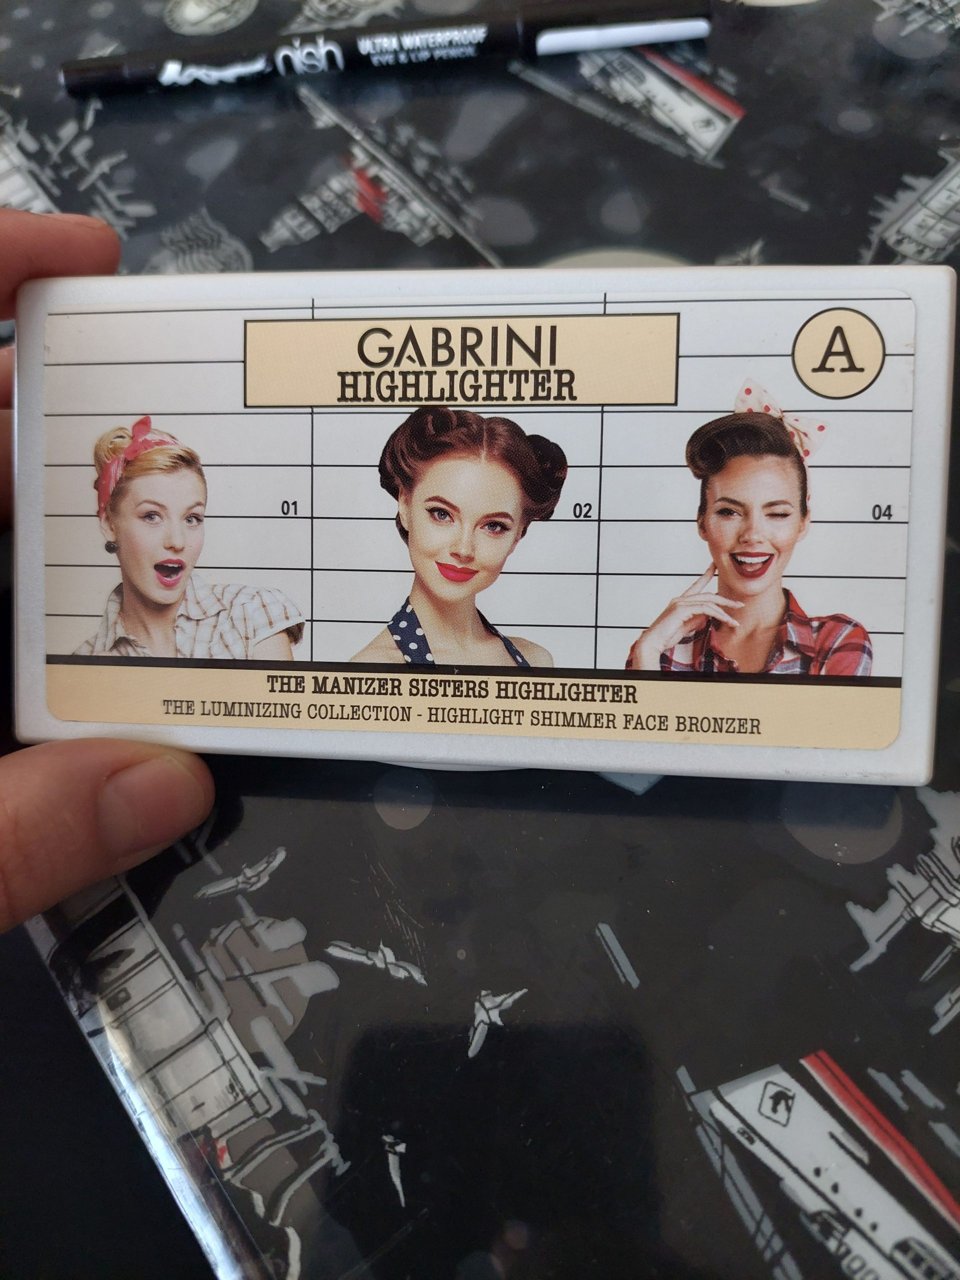 nish
ULTRA WATERPROOF
EYE & LIP PENCIL
GABRINI
HIGHLIGHTER
A
01
02
04
THE MANIZER SISTERS HIGHLIGHTER
THE LUMINIZING COLLECTION - HIGHLIGHT SHIMMER FACE BRONZER